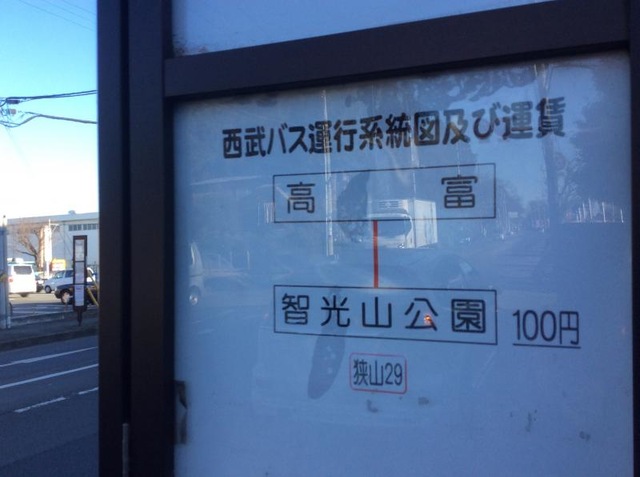 西武バス運行系統図及び運賃
高富
智光山公園 100円
狭山29